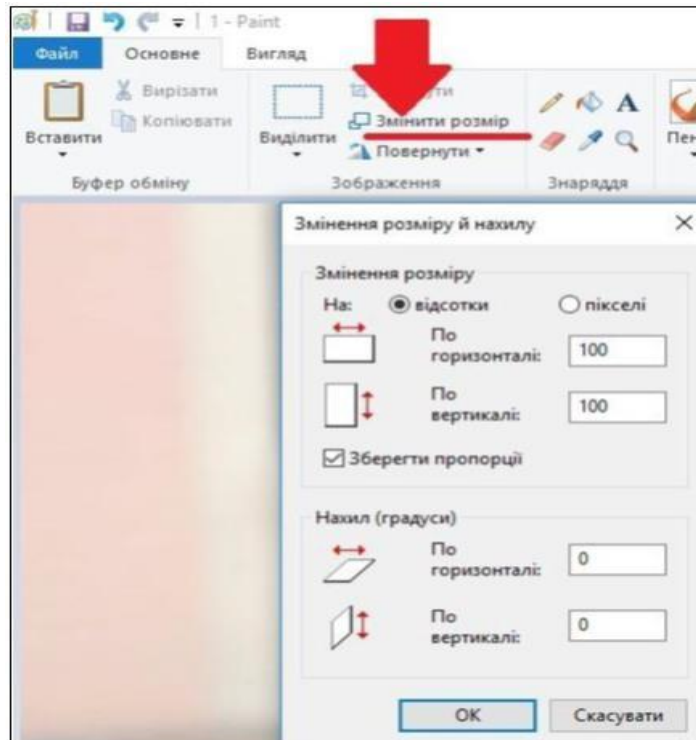 1 - Paint
Файл Основне Вигляд
Вставити
Вирізати
Копіювати
Буфер обміну
Виділити
Змінити розмір
Повернути
Зображення
А
Знаряддя
Пен
Змінення розміру й нахилу
Змінення розміру
На: відсотки пікселі
По
горизонталі: 100
По
вертикалі: 100
Зберегти пропорції
Нахил (градуси)
По
горизонталі: 0
По
вертикалі: 0
ОК Скасувати